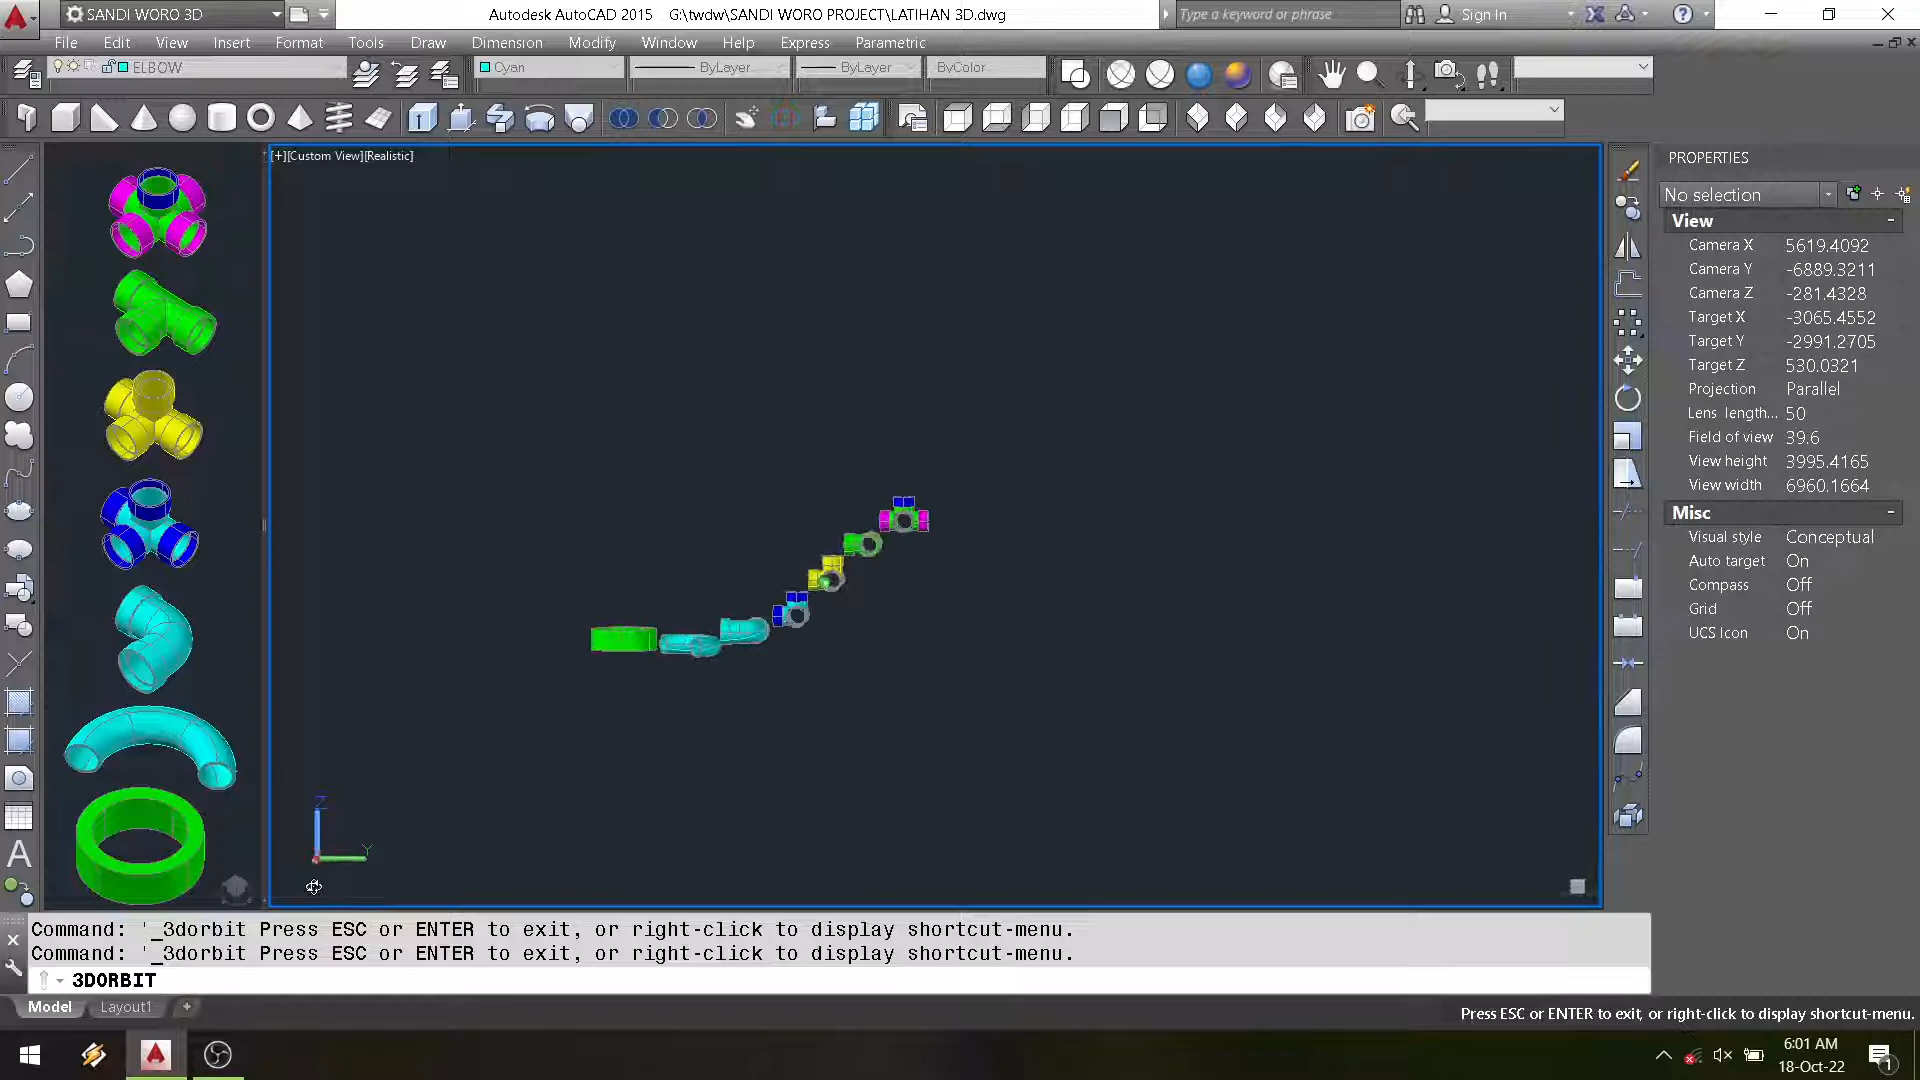 SANDI WORO 3D
Autodesk AutoCAD 2015    G:\twdw\SANDI WORO PROJECT\LATIHAN 3D.dwg
Type a keyword or phrase
Sign In
File Edit View Insert Format Tools Draw Dimension Modify Window Help Express Parametric
ELBOW
Cyan
ByLayer
ByLayer
ByColor
[+][Custom View][Realistic]
Z
Y
PROPERTIES
No selection
View
Camera X 5619.4092
Camera Y -6889.3211
Camera Z -281.4328
Target X -3065.4552
Target Y -2991.2705
Target Z 530.0321
Projection Parallel
Lens length... 50
Field of view 39.6
View height 3995.4165
View width 6960.1664
Misc
Visual style Conceptual
Auto target On
Compass Off
Grid Off
UCS Icon On
Command: '_3dorbit Press ESC or ENTER to exit, or right-click to display shortcut-menu.
Command: '_3dorbit Press ESC or ENTER to exit, or right-click to display shortcut-menu.
3DORBIT
Model Layout1 +
Press ESC or ENTER to exit, or right-click to display shortcut-menu.
6:01 AM
18-Oct-22
1